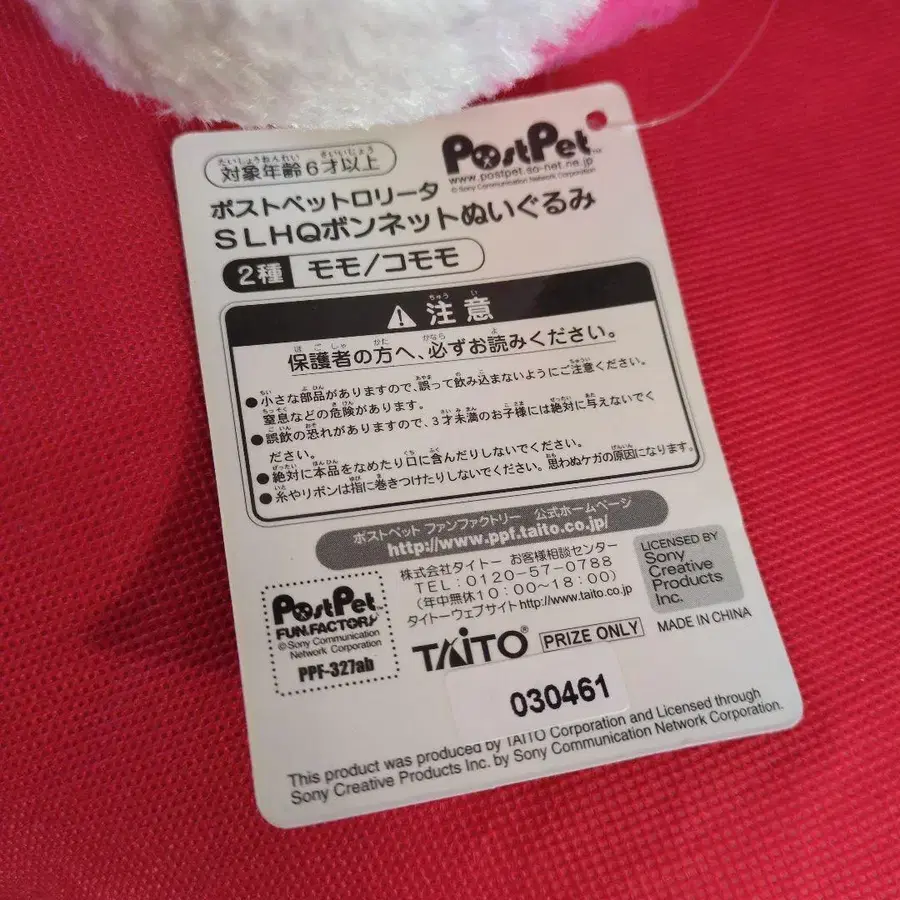 対象年齢6才以上
PostPet™
www.postpet.so-net.ne.jp
© Sony Communication Network Corporation
ポストペットロリータ
SLHQボンネットぬいぐるみ
2種 モモ/コモモ
注意
保護者の方へ、必ずお読みください。
●小さな部品がありますので、誤って飲み込まないようにご注意ください。
窒息などの危険があります。
●誤飲の恐れがありますので、3才未満のお子様には絶対に与えないでく
ださい。
●絶対に本品をなめたり口に含んだりしないでください。
●糸やリボンは指に巻きつけたりしないでください。思わぬケガの原因になります。
ポストペット ファンファクトリー 公式ホームページ
http://www.ppf.taito.co.jp/
株式会社タイトー お客様相談センター
TEL:0120-57-0788
(年中無休10:00~18:00)
タイトーウェブサイト http://www.taito.co.jp
LICENSED BY
Sony
Creative
Products
Inc.
PostPet™
FUN.FACTORY
© Sony Communication
Network Corporation
PPF-327ab
TAITO® PRIZE ONLY MADE IN CHINA
030461
This product was produced by TAITO Corporation and Licensed through
Sony Creative Products Inc. by Sony Communication Network Corporation.